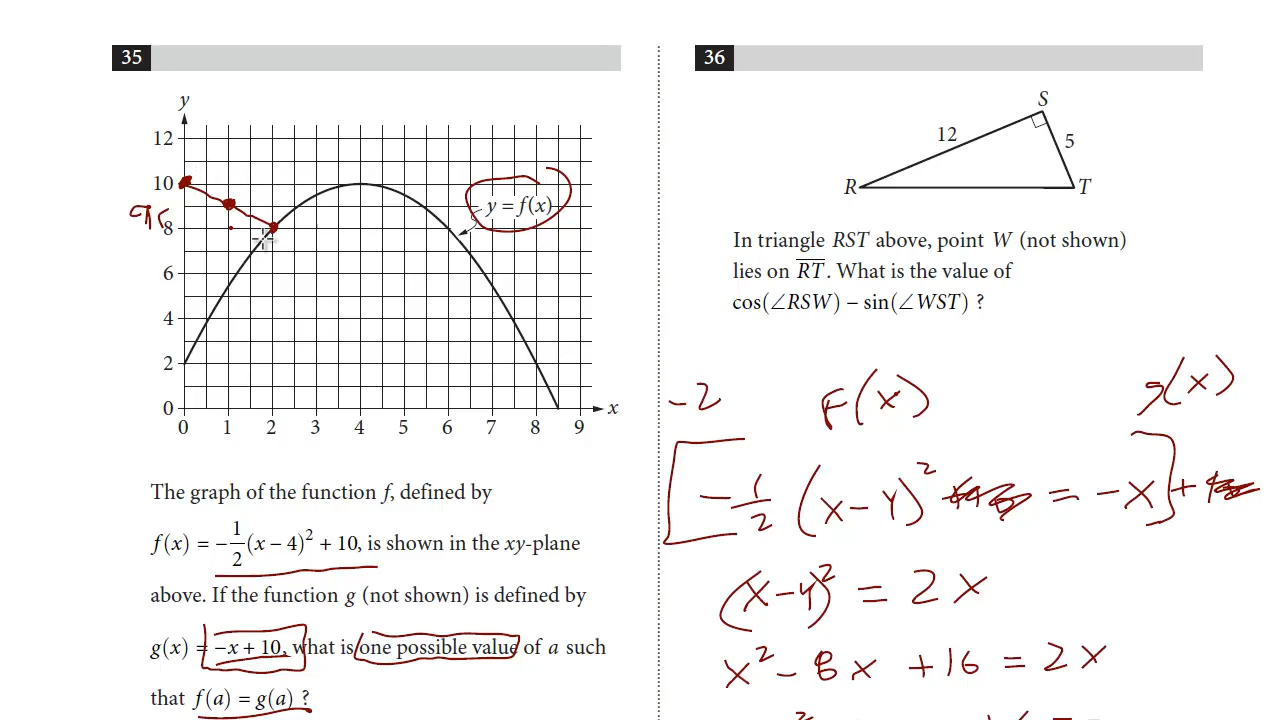 35
y
12
10
8
6
4
2
0
0 1 2 3 4 5 6 7 8 9 x
y = f(x)
The graph of the function f, defined by
f(x) = −1/2(x − 4)² + 10, is shown in the xy-plane
above. If the function g (not shown) is defined by
g(x) = −x + 10, what is one possible value of a such
that f(a) = g(a) ?
36
S
12
5
R
T
In triangle RST above, point W (not shown)
lies on RT. What is the value of
cos(∠RSW) − sin(∠WST) ?
-2
F(x)
g(x)
[-1/2 (x-4)² = -x] +
(x-4)² = 2x
x² - 8x + 16 = 2x